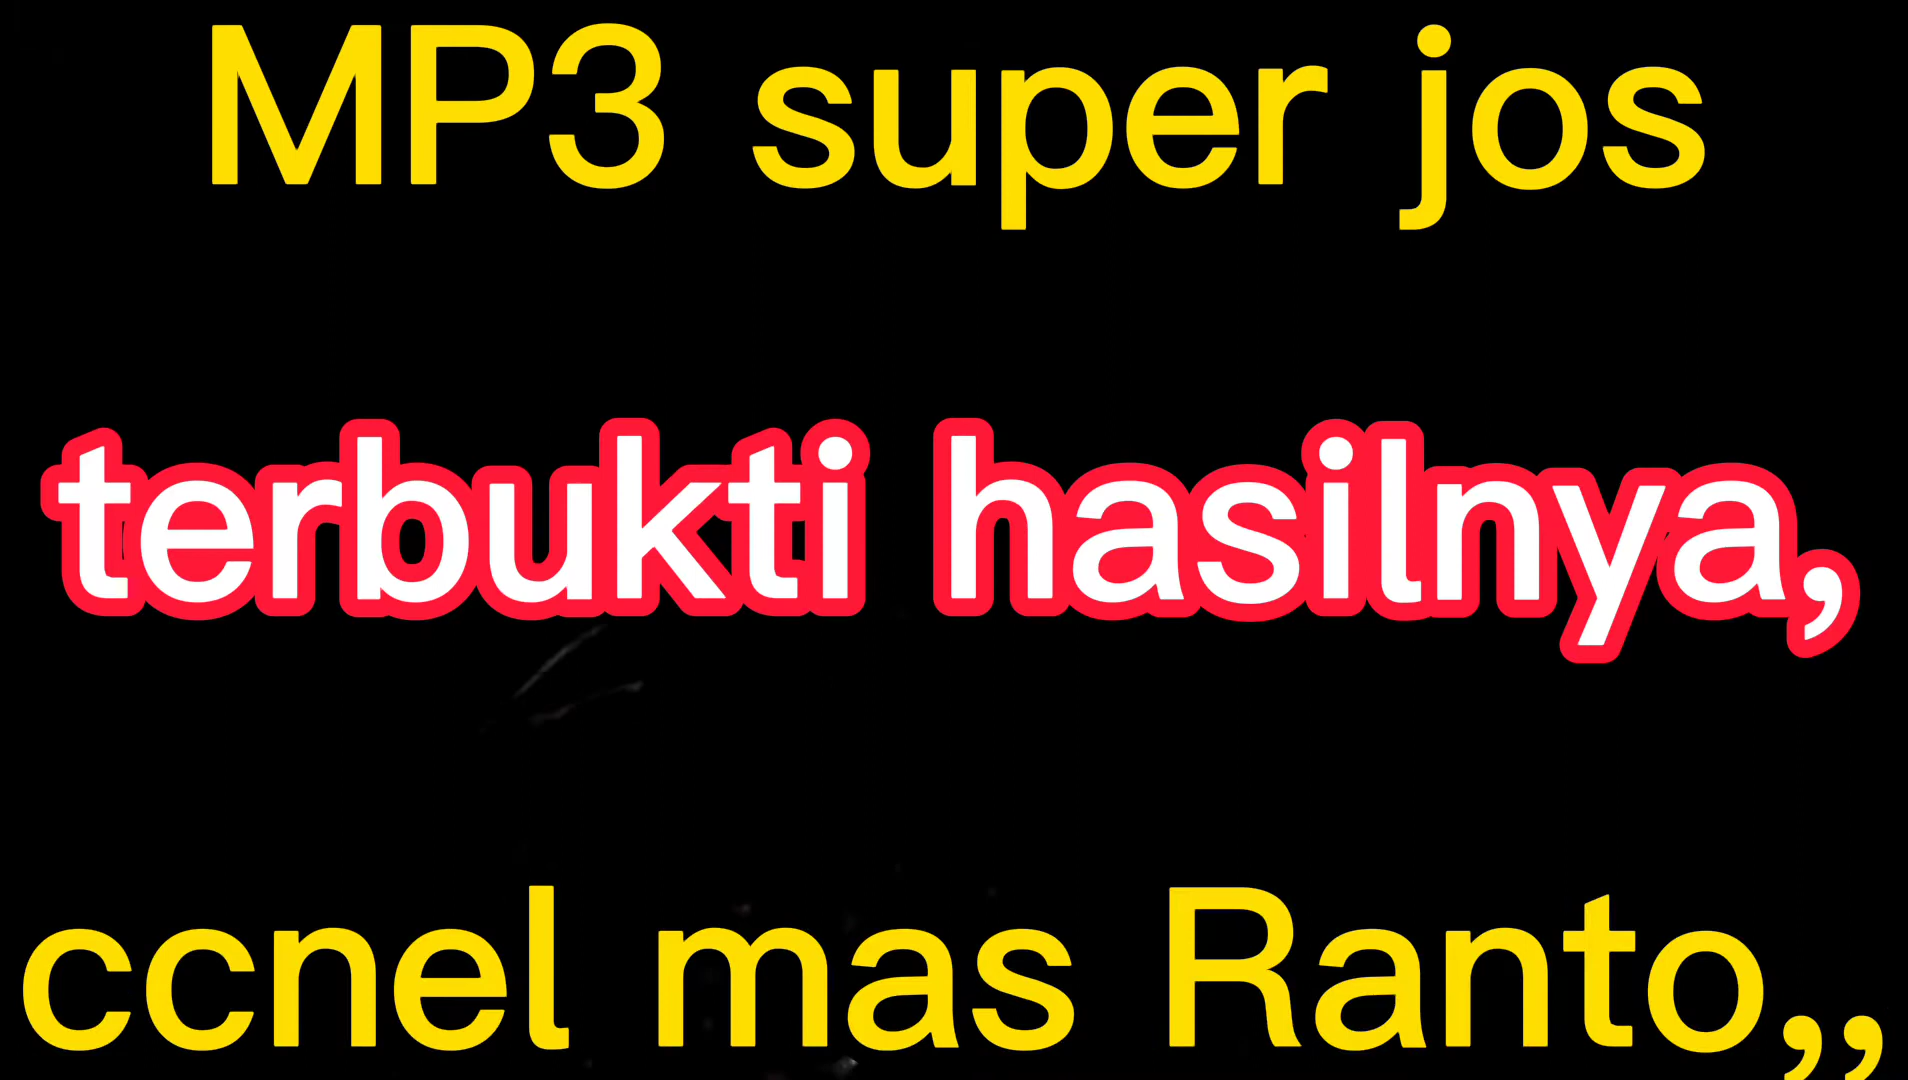 MP3 super jos
terbukti hasilnya,
ccnel mas Ranto,,